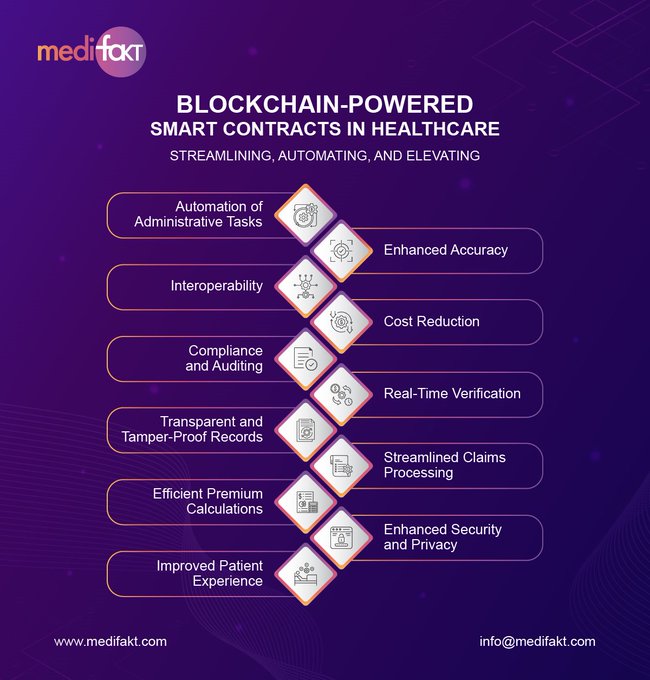 medifakt
BLOCKCHAIN-POWERED
SMART CONTRACTS IN HEALTHCARE
STREAMLINING, AUTOMATING, AND ELEVATING
Automation of
Administrative Tasks
Enhanced Accuracy
Interoperability
Cost Reduction
Compliance
and Auditing
Real-Time Verification
Transparent and
Tamper-Proof Records
Streamlined Claims
Processing
Efficient Premium
Calculations
Enhanced Security
and Privacy
Improved Patient
Experience
www.medifakt.com
info@medifakt.com